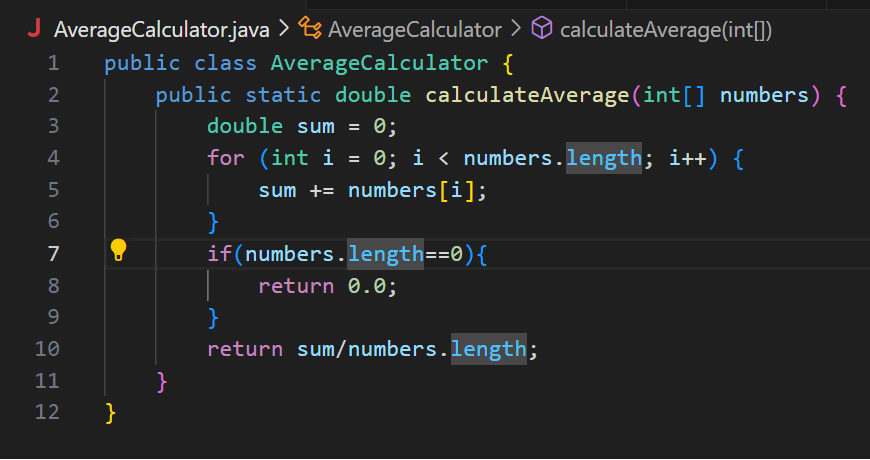 J AverageCalculator.java > AverageCalculator > calculateAverage(int[])
1 public class AverageCalculator {
2     public static double calculateAverage(int[] numbers) {
3         double sum = 0;
4         for (int i = 0; i < numbers.length; i++) {
5             sum += numbers[i];
6         }
7         if(numbers.length==0){
8             return 0.0;
9         }
10         return sum/numbers.length;
11     }
12 }